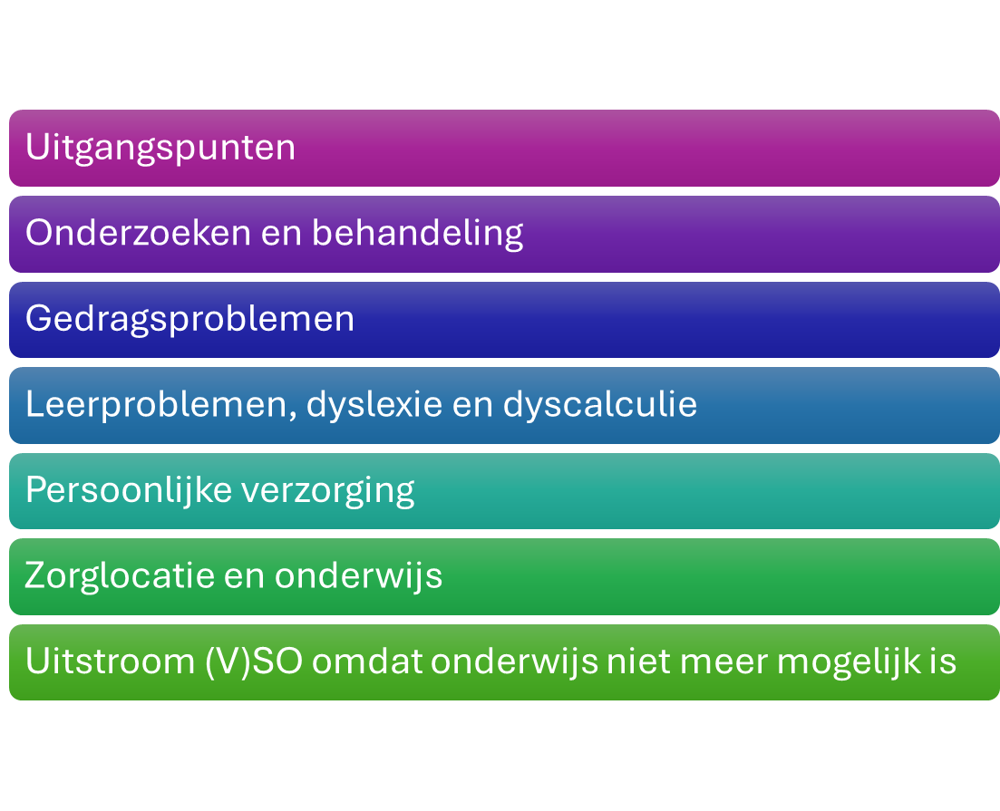 Uitgangspunten
Onderzoeken en behandeling
Gedragsproblemen
Leerproblemen, dyslexie en dyscalculie
Persoonlijke verzorging
Zorglocatie en onderwijs
Uitstroom (V)SO omdat onderwijs niet meer mogelijk is